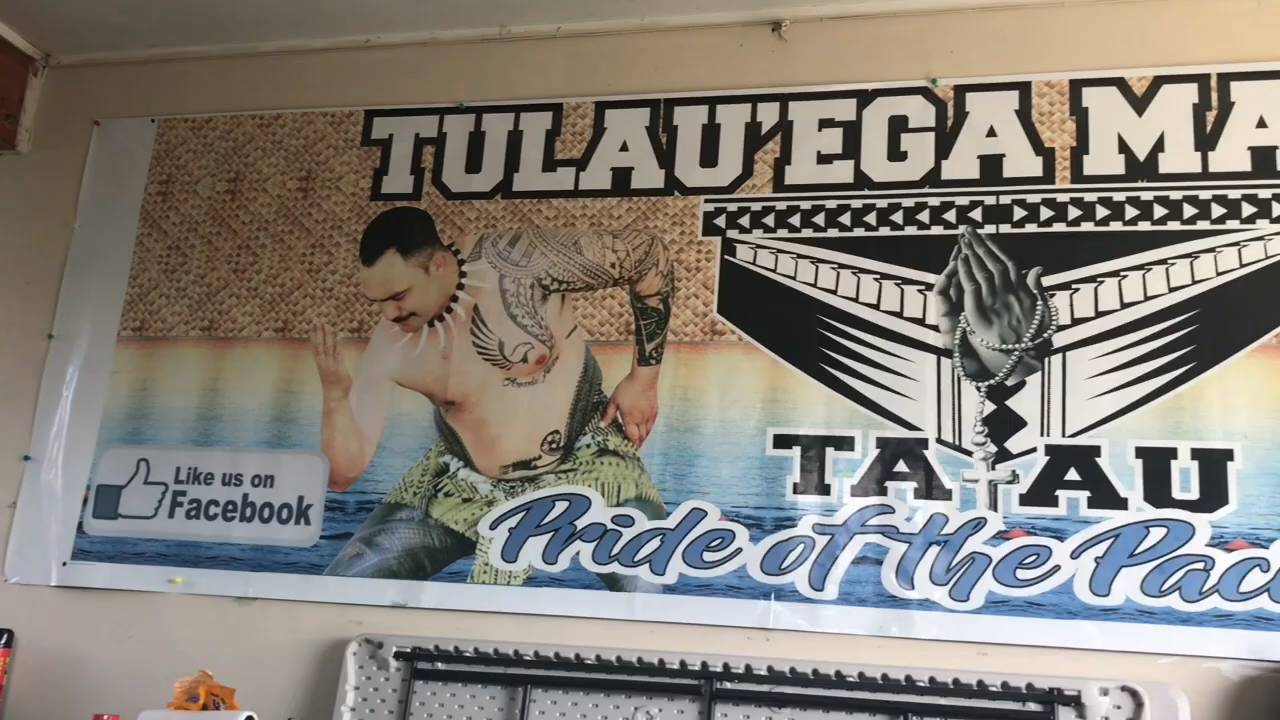 TULAU'EGA MA
TATAU
Pride of the Pac
Like us on
Facebook